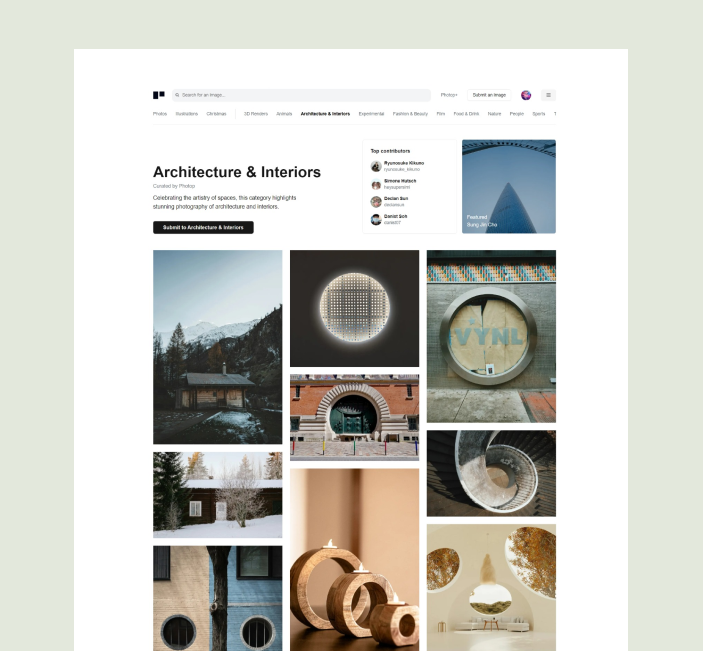 Search for an image...
Photop+
Submit an image
Photos
Illustrations
Christmas
3D Renders
Animals
Architecture & Interiors
Experimental
Fashion & Beauty
Film
Food & Drink
Nature
People
Sports
Architecture & Interiors
Curated by Photop
Celebrating the artistry of spaces, this category highlights
stunning photography of architecture and interiors.
Submit to Architecture & Interiors
Top contributors
Ryunosuke Kikuno
ryunosuke_kikuno
Simone Hutsch
heysupersimi
Declan Sun
declansun
Daniel Soñ
Featured
Sung Jin Cho
VYNL